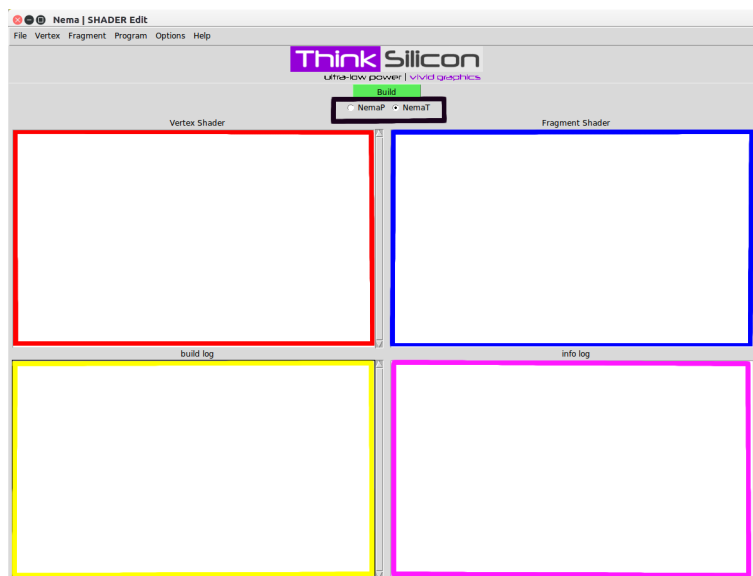 Nema | SHADER Edit
File Vertex Fragment Program Options Help
Think Silicon
ultra-low power | vivid graphics
Build
NemaP NemaT
Vertex Shader Fragment Shader
build log info log